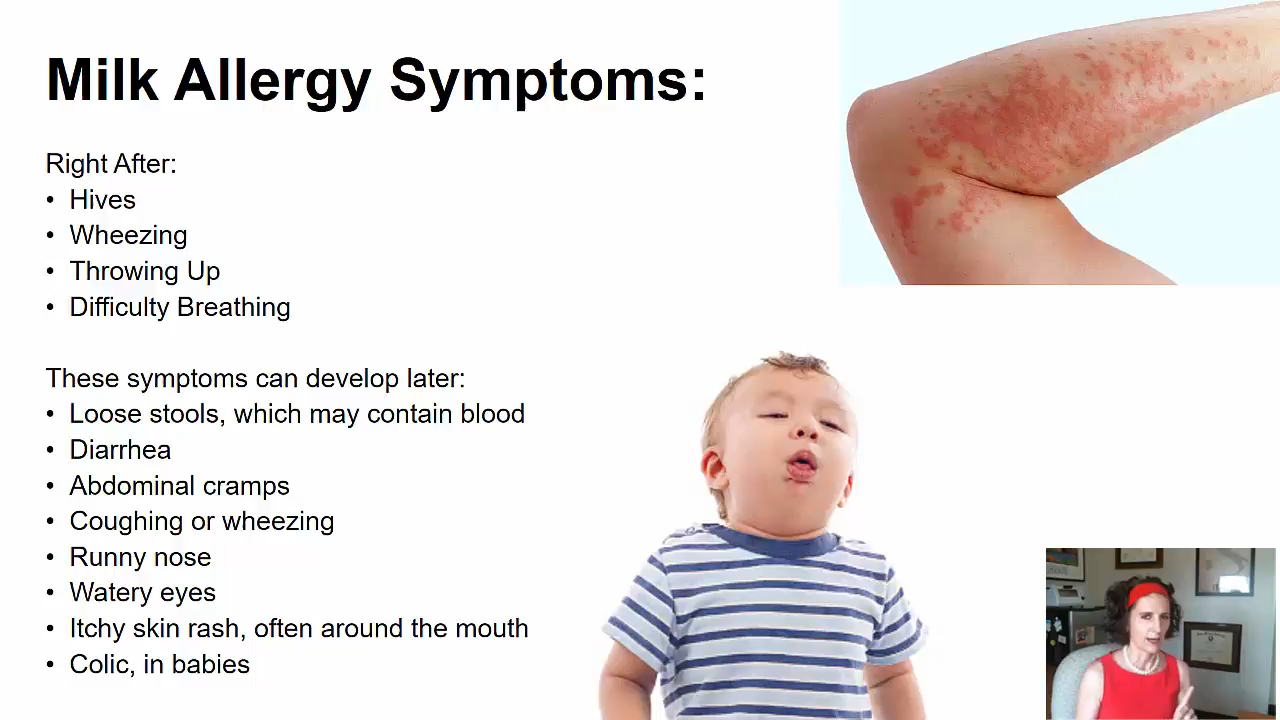 Milk Allergy Symptoms:
Right After:
• Hives
• Wheezing
• Throwing Up
• Difficulty Breathing
These symptoms can develop later:
• Loose stools, which may contain blood
• Diarrhea
• Abdominal cramps
• Coughing or wheezing
• Runny nose
• Watery eyes
• Itchy skin rash, often around the mouth
• Colic, in babies